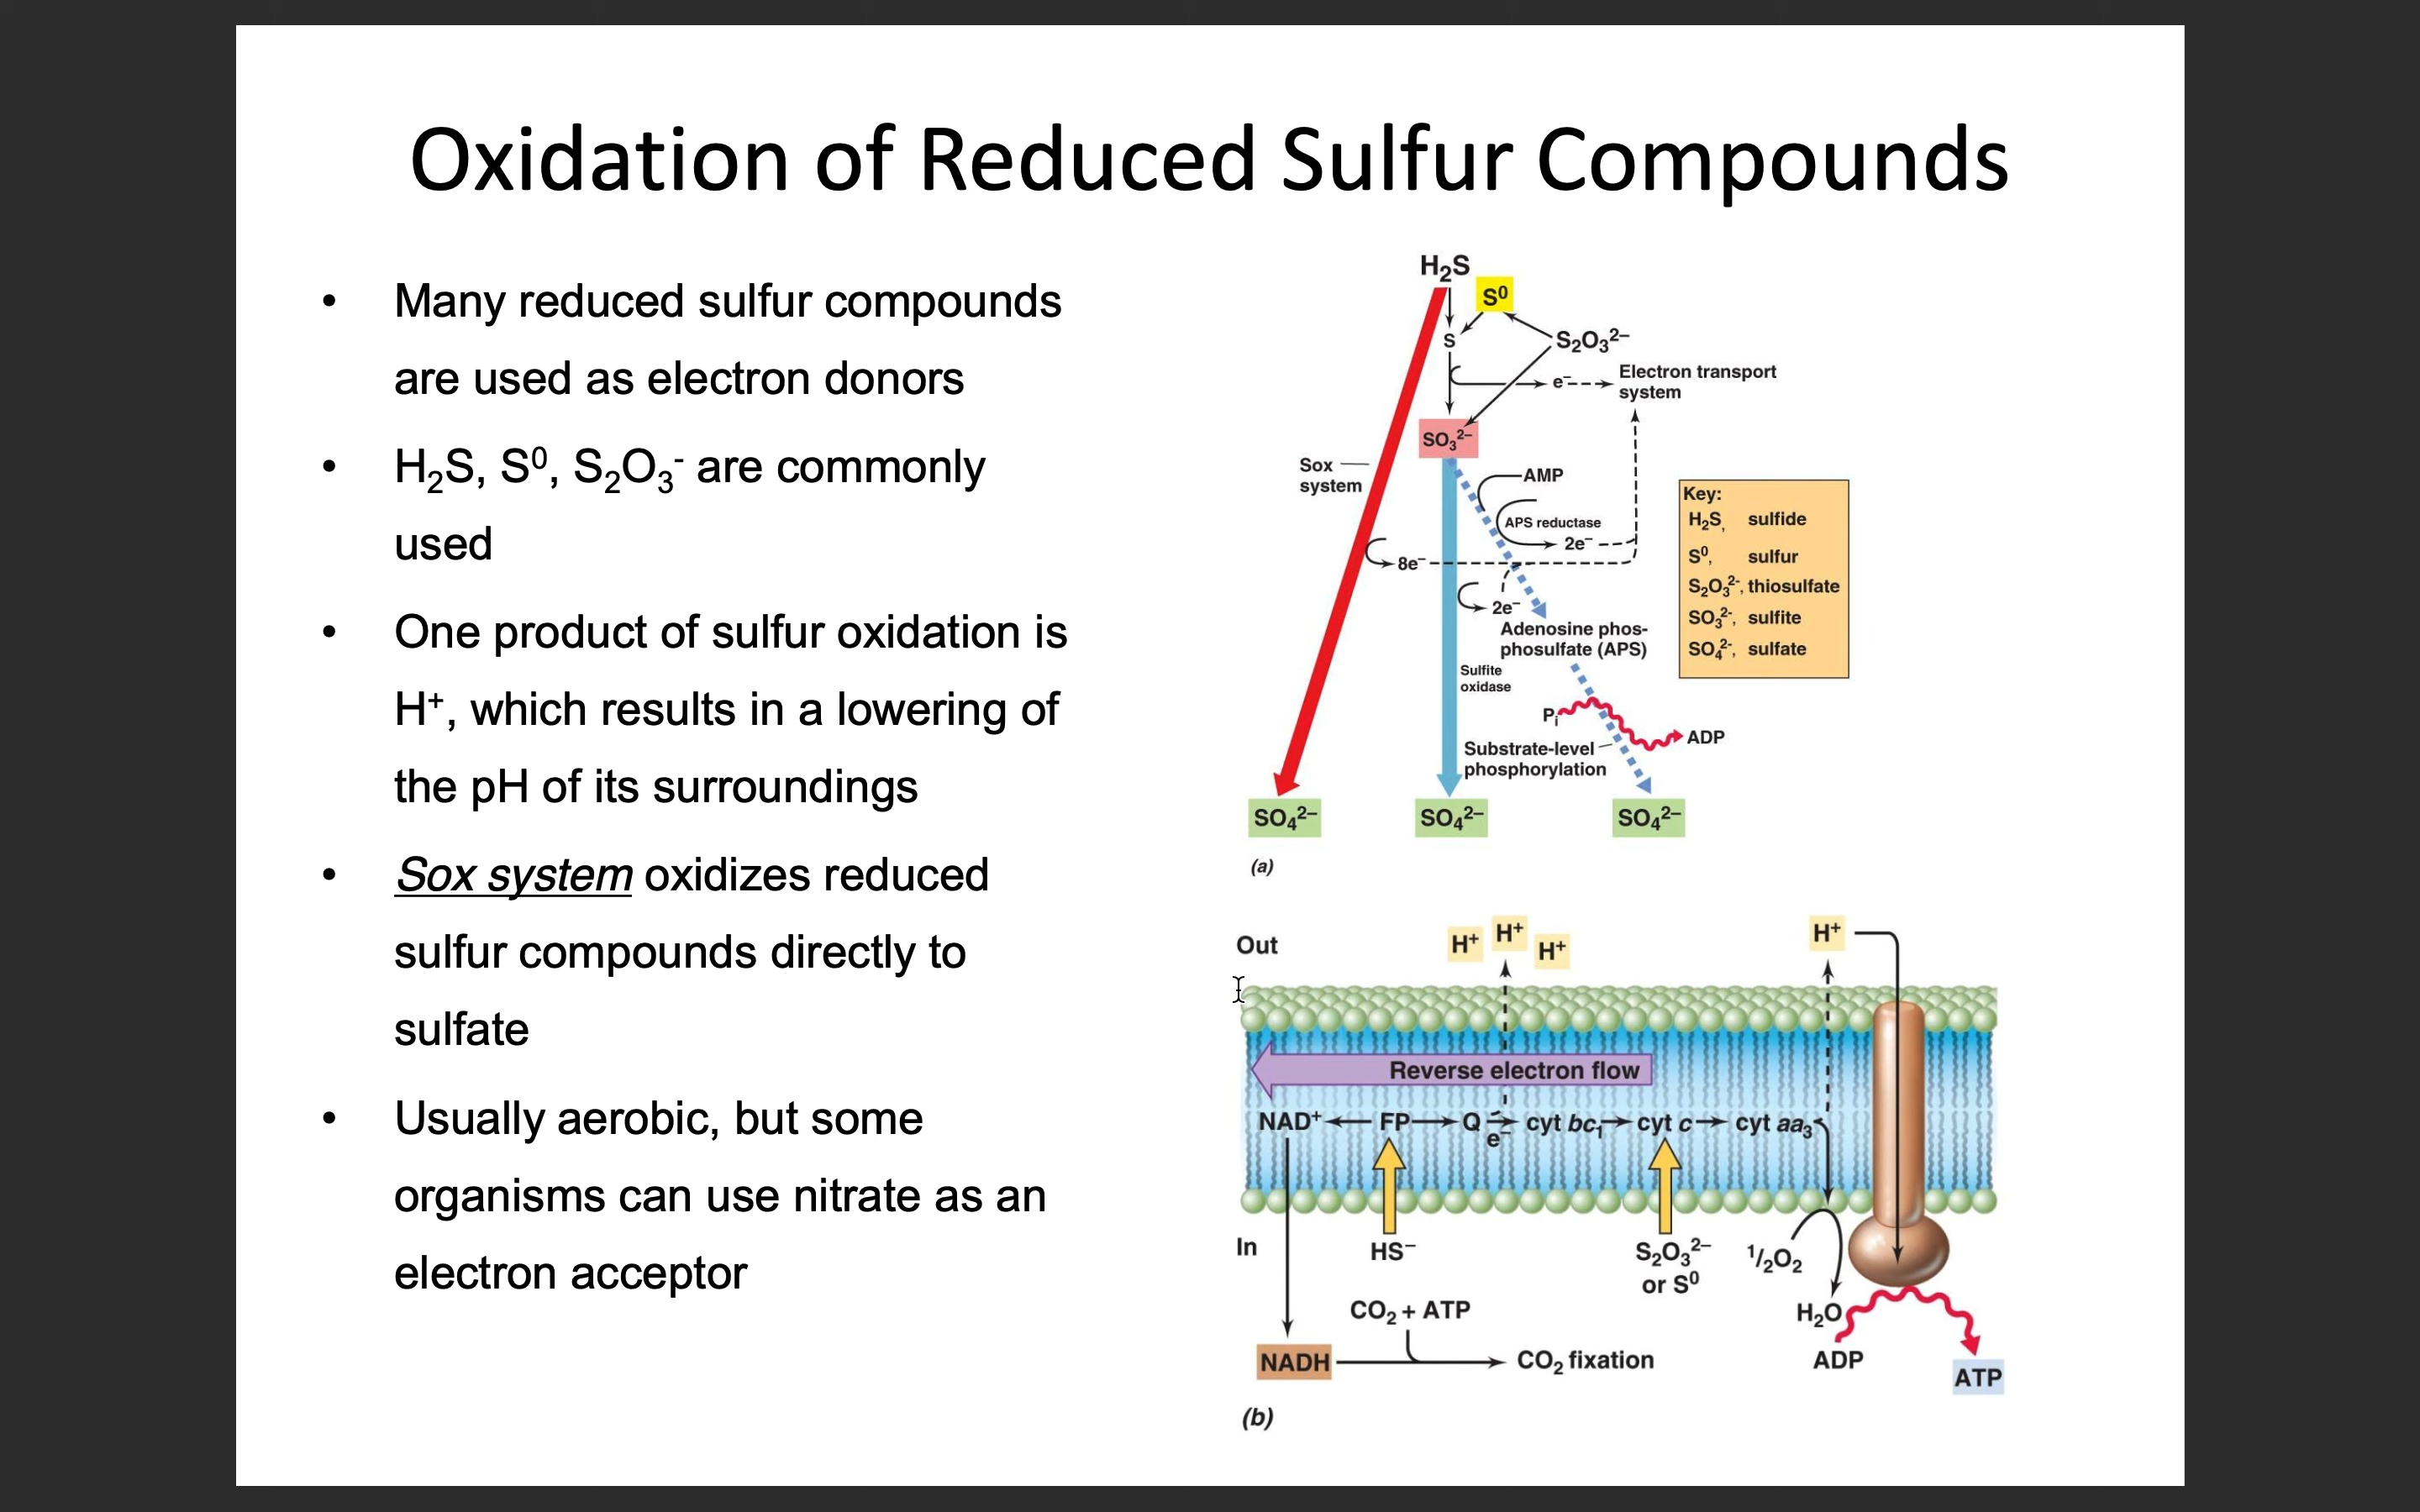 Oxidation of Reduced Sulfur Compounds
• Many reduced sulfur compounds
are used as electron donors
• H₂S, S⁰, S₂O₃⁻ are commonly
used
• One product of sulfur oxidation is
H⁺, which results in a lowering of
the pH of its surroundings
• Sox system oxidizes reduced
sulfur compounds directly to
sulfate
• Usually aerobic, but some
organisms can use nitrate as an
electron acceptor
H₂S
S⁰
S
S₂O₃²⁻
e⁻
Electron transport
system
SO₃²⁻
Sox
system
AMP
APS reductase
2e⁻
8e⁻
2e⁻
Adenosine phos-
phosulfate (APS)
Sulfite
oxidase
Pᵢ
ADP
Substrate-level
phosphorylation
SO₄²⁻
SO₄²⁻
SO₄²⁻
Key:
H₂S, sulfide
S⁰, sulfur
S₂O₃²⁻, thiosulfate
SO₃²⁻, sulfite
SO₄²⁻, sulfate
(a)
Out
H⁺
H⁺
H⁺
H⁺
Reverse electron flow
NAD⁺ FP Q e⁻ cyt bc₁ cyt c cyt aa₃
In
HS⁻
S₂O₃²⁻
or S⁰
¹/₂O₂
H₂O
CO₂ + ATP
NADH
CO₂ fixation
ADP
ATP
(b)